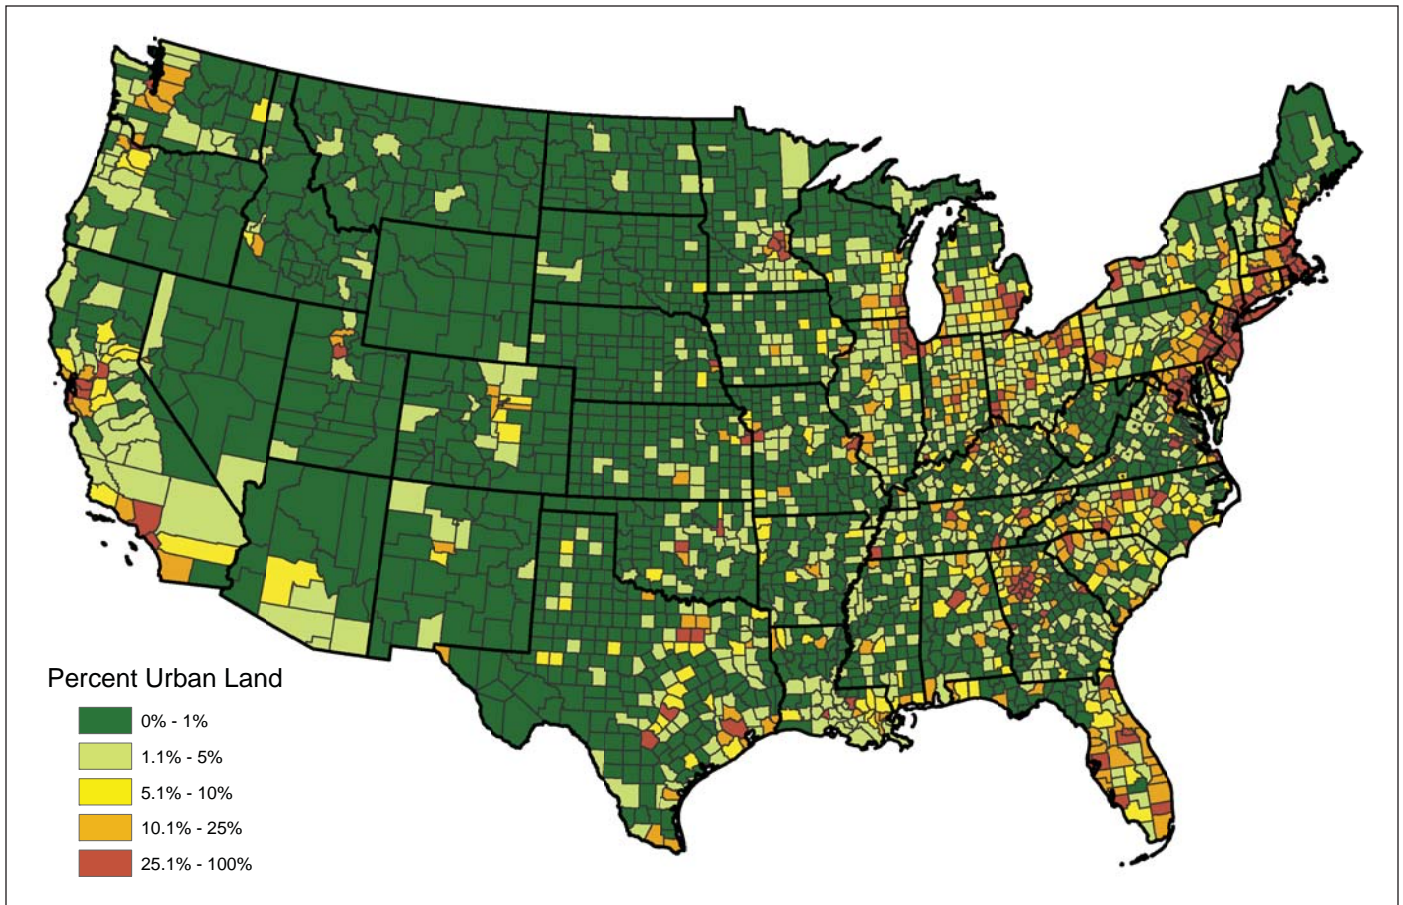 Percent Urban Land
0% - 1%
1.1% - 5%
5.1% - 10%
10.1% - 25%
25.1% - 100%